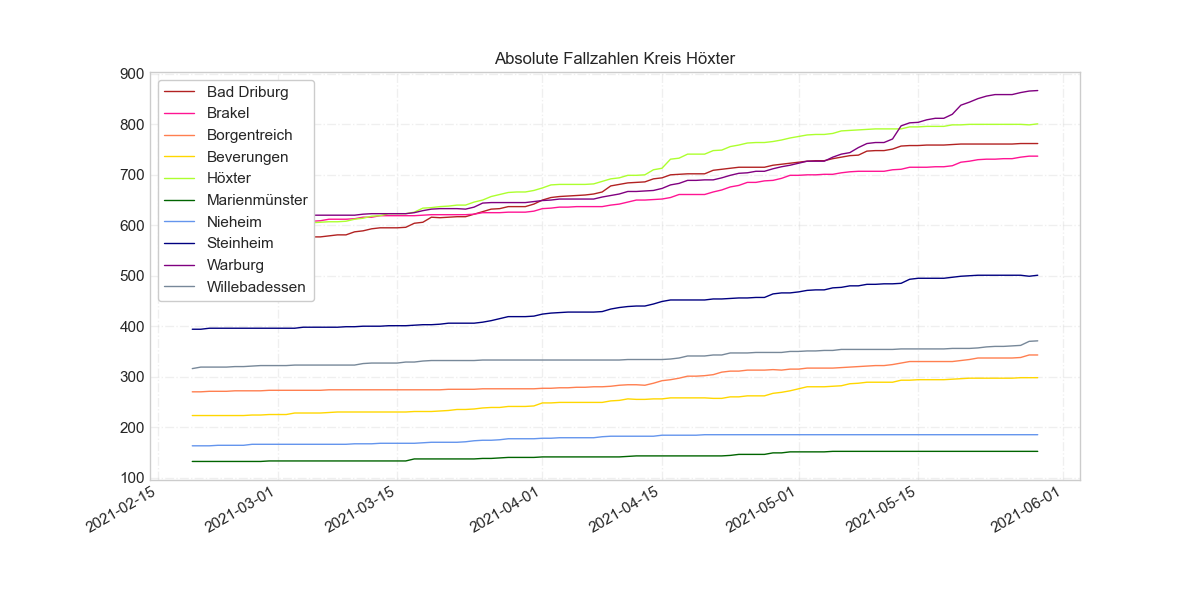 Absolute Fallzahlen Kreis Höxter
900
800
700
600
500
400
300
200
100
Bad Driburg
Brakel
Borgentreich
Beverungen
Höxter
Marienmünster
Nieheim
Steinheim
Warburg
Willebadessen
2021-02-15
2021-03-01
2021-03-15
2021-04-01
2021-04-15
2021-05-01
2021-05-15
2021-06-01